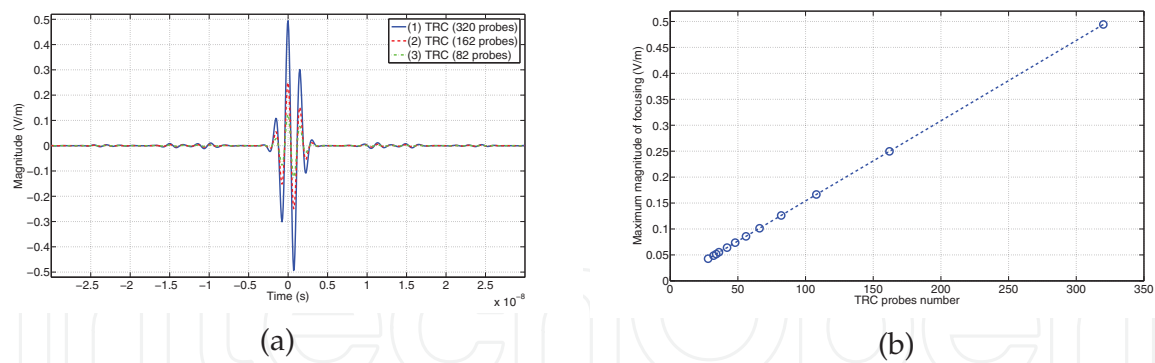 0.5
0.4
0.3
0.2
0.1
0
−0.1
−0.2
−0.3
−0.4
−0.5
Magnitude (V/m)
(1) TRC (320 probes)
(2) TRC (162 probes)
(3) TRC (82 probes)
−2.5 −2 −1.5 −1 −0.5 0 0.5 1 1.5 2 2.5
Time (s)
x 10⁻⁸
(a)
0.5
0.45
0.4
0.35
0.3
0.25
0.2
0.15
0.1
0.05
0
Maximum magnitude of focusing (V/m)
0 50 100 150 200 250 300 350
TRC probes number
(b)
intechopen